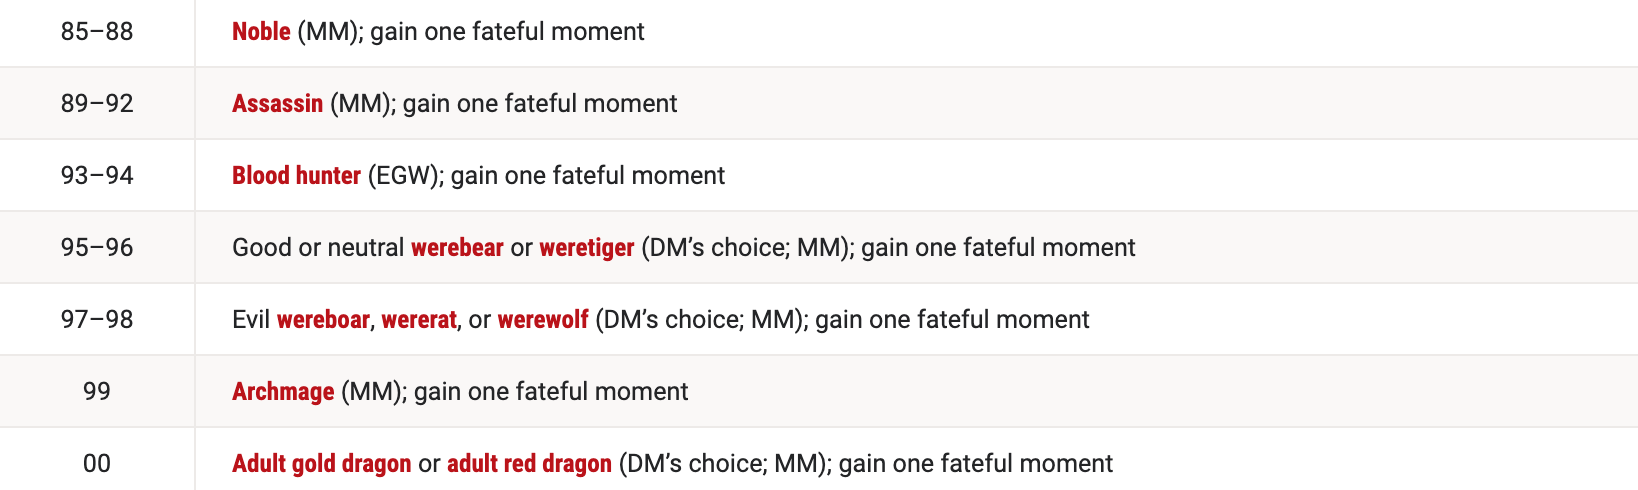 85–88 Noble (MM); gain one fateful moment
89–92 Assassin (MM); gain one fateful moment
93–94 Blood hunter (EGW); gain one fateful moment
95–96 Good or neutral werebear or weretiger (DM’s choice; MM); gain one fateful moment
97–98 Evil wereboar, wererat, or werewolf (DM’s choice; MM); gain one fateful moment
99 Archmage (MM); gain one fateful moment
00 Adult gold dragon or adult red dragon (DM’s choice; MM); gain one fateful moment